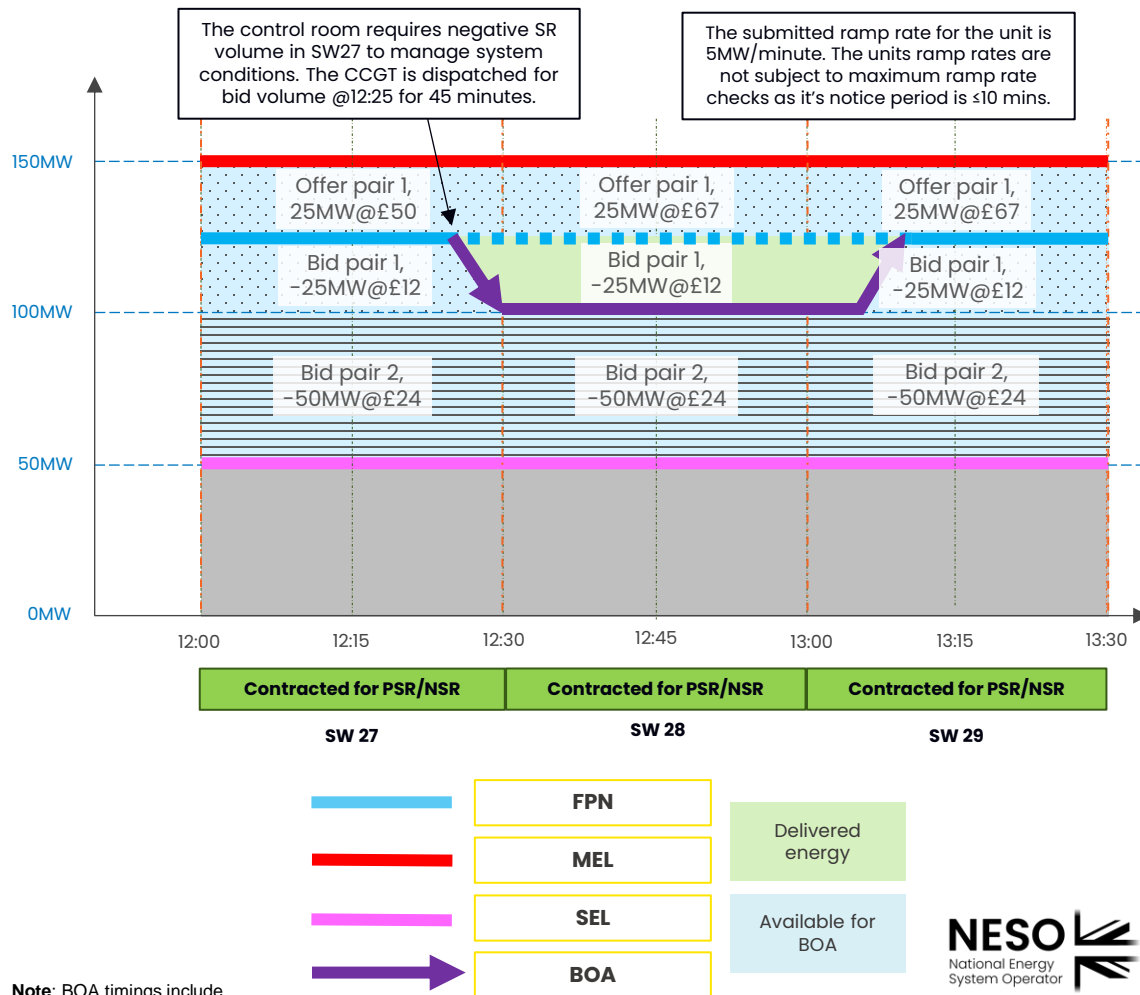 The control room requires negative SR
volume in SW27 to manage system
conditions. The CCGT is dispatched for
bid volume @12:25 for 45 minutes.
The submitted ramp rate for the unit is
5MW/minute. The units ramp rates are
not subject to maximum ramp rate
checks as it's notice period is ≤10 mins.
150MW
Offer pair 1,
25MW@£50
Offer pair 1,
25MW@£67
Offer pair 1,
25MW@£67
Bid pair 1,
-25MW@£12
Bid pair 1,
-25MW@£12
Bid pair 1,
-25MW@£12
100MW
Bid pair 2,
-50MW@£24
Bid pair 2,
-50MW@£24
Bid pair 2,
-50MW@£24
50MW
0MW
12:00 12:15 12:30 12:45 13:00 13:15 13:30
Contracted for PSR/NSR Contracted for PSR/NSR Contracted for PSR/NSR
SW 27 SW 28 SW 29
FPN
MEL
SEL
BOA
Delivered
energy
Available for
BOA
NESO
National Energy
System Operator
Note: BOA timings include